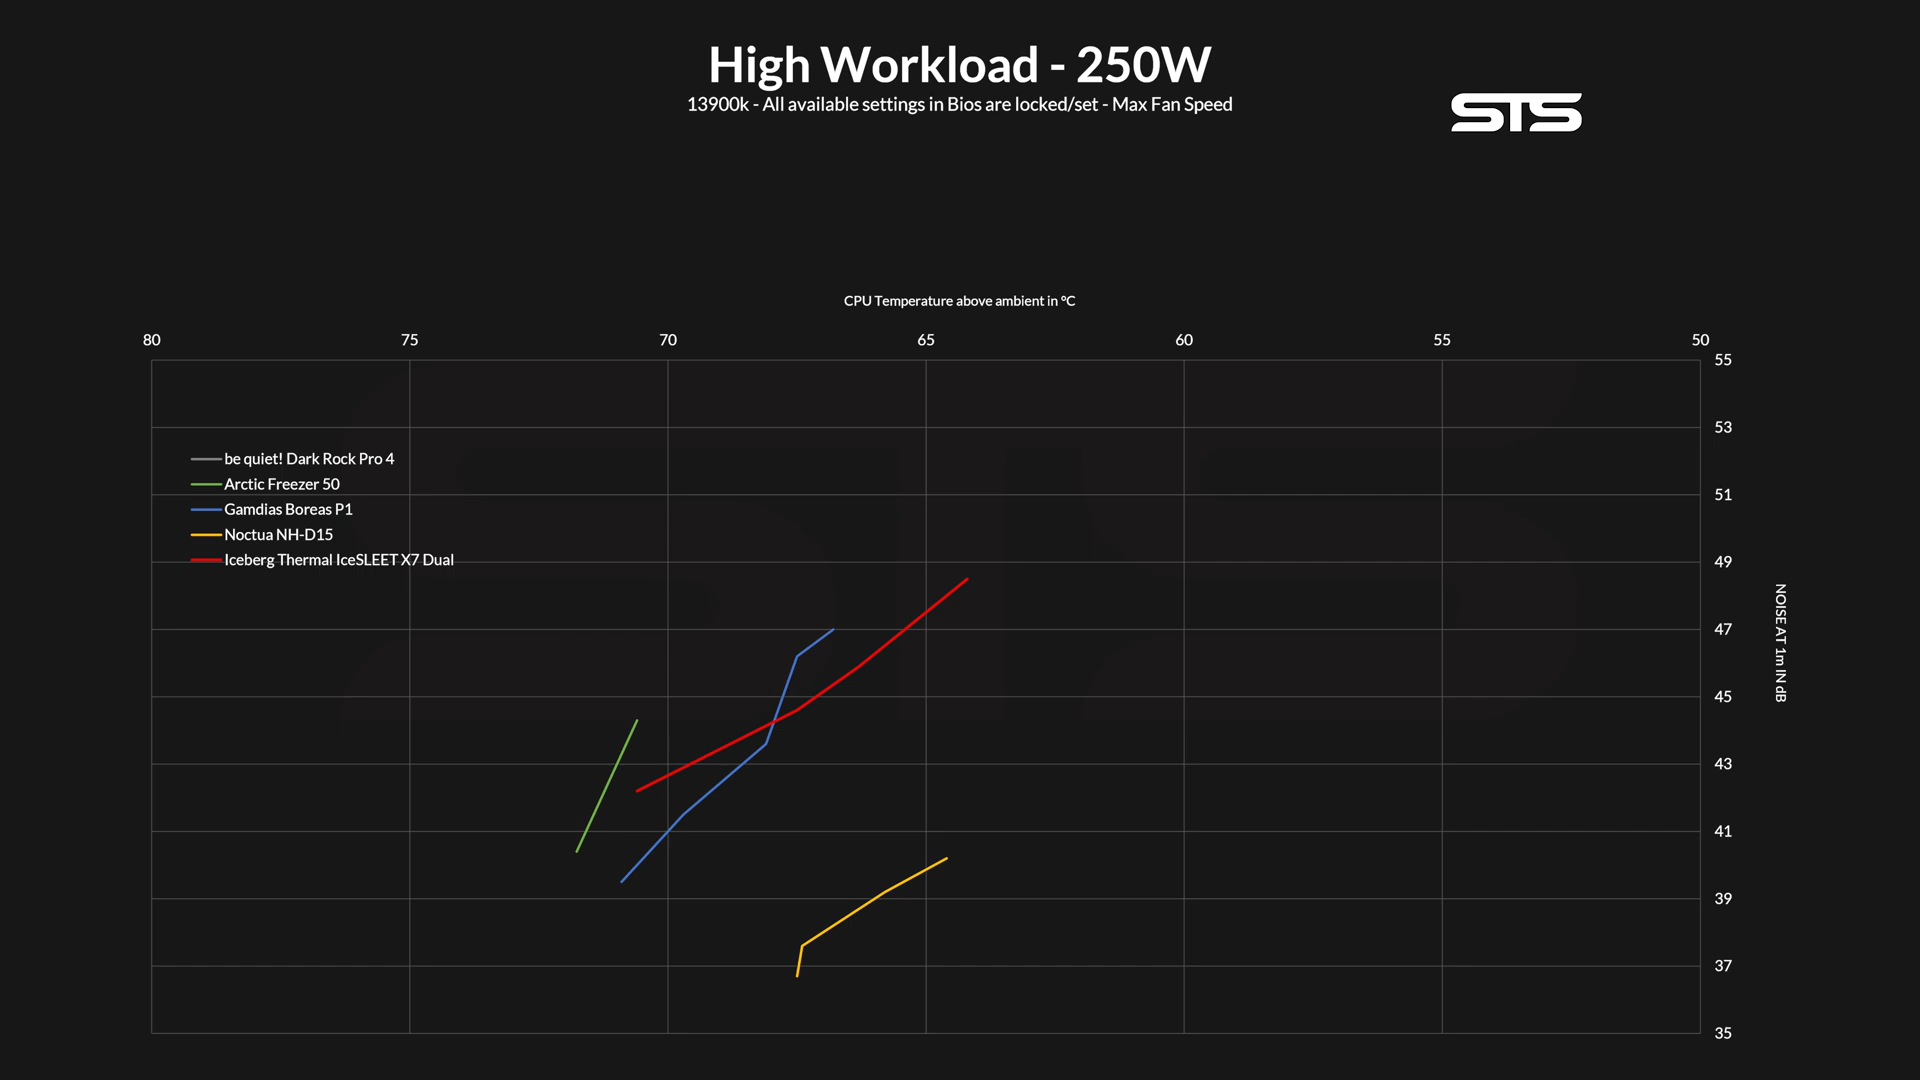 High Workload - 250W
13900k - All available settings in Bios are locked/set - Max Fan Speed
STS
CPU Temperature above ambient in °C
80 75 70 65 60 55 50
55
53
be quiet! Dark Rock Pro 4
Arctic Freezer 50
51
Gamdias Boreas P1
Noctua NH-D15
Iceberg Thermal IceSLEET X7 Dual
49
47
NOISE AT 1m IN dB
45
43
41
39
37
35